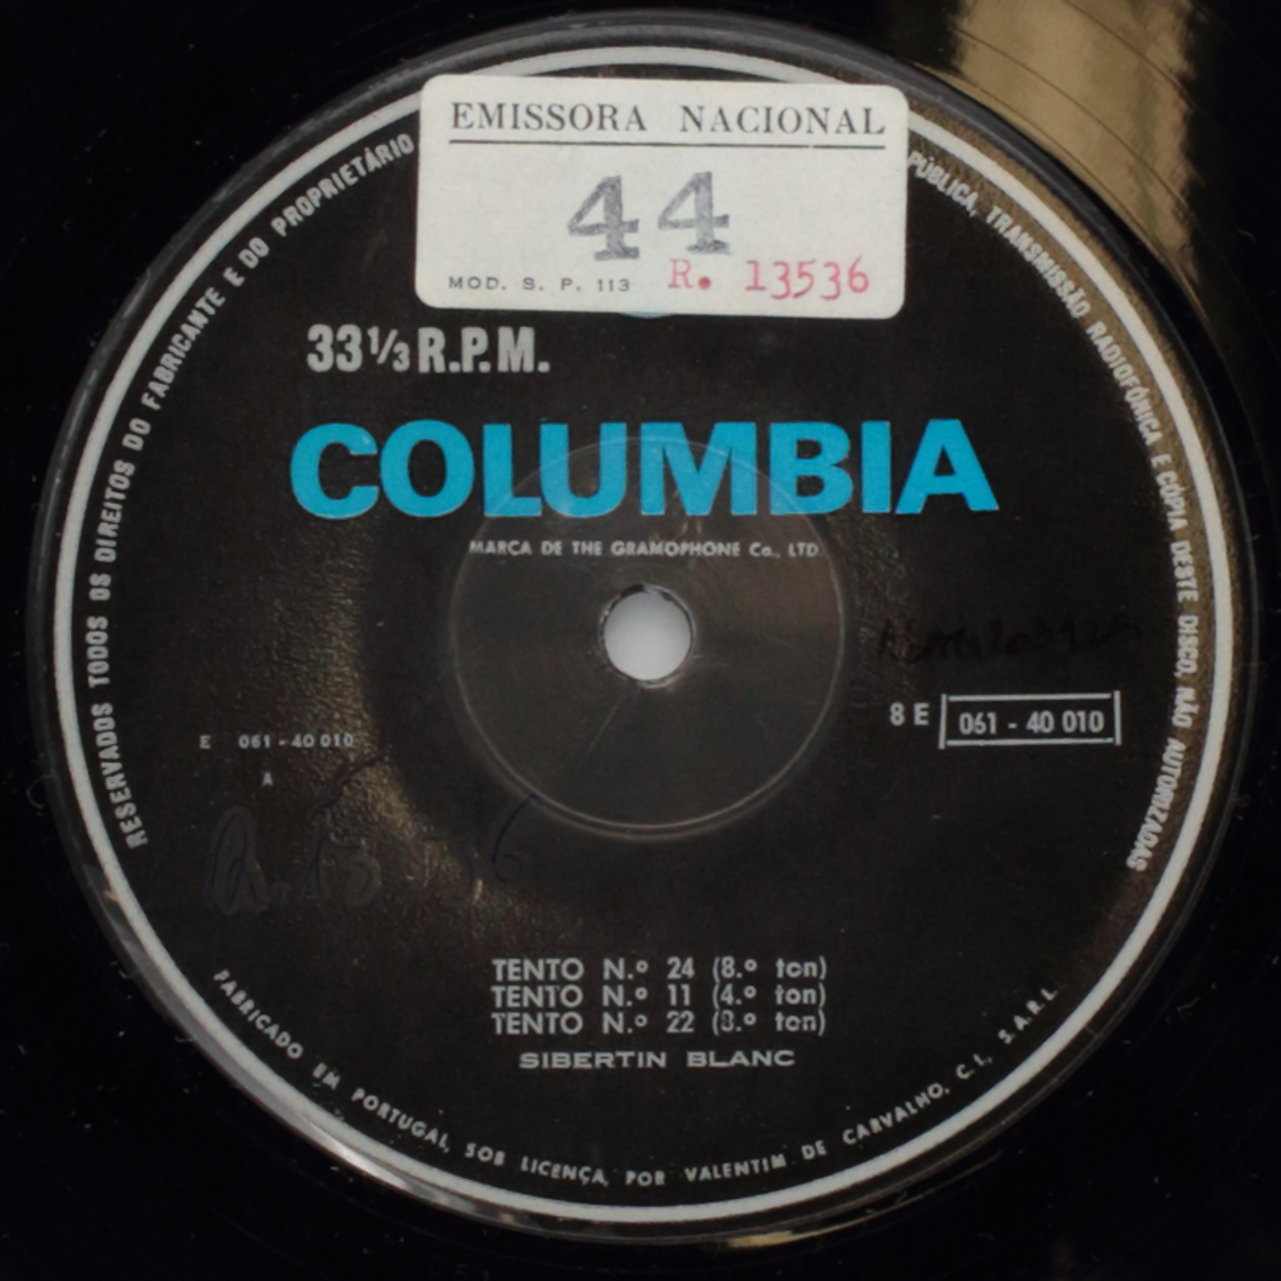 EMISSORA NACIONAL
44
MOD. S. P. 113 R. 13536
RESERVADOS TODOS OS DIREITOS DO FABRICANTE E DO PROPRIETÁRIO
PÚBLICA, TRANSMISSÃO RADIOFÓNICA E CÓPIA DESTE DISCO, NÃO AUTORIZADAS
33 1/3 R.P.M.
COLUMBIA
MARCA DE THE GRAMOPHONE Co., LTD
8 E 061 - 40 010
E 061 - 40 010
A
TENTO N.º 24 (8.º ton)
TENTO N.º 11 (4.º ton)
TENTO N.º 22 (8.º ton)
SIBERTIN BLANC
FABRICADO EM PORTUGAL, SOB LICENÇA, POR VALENTIM DE CARVALHO, C. I., S.A.R.L.